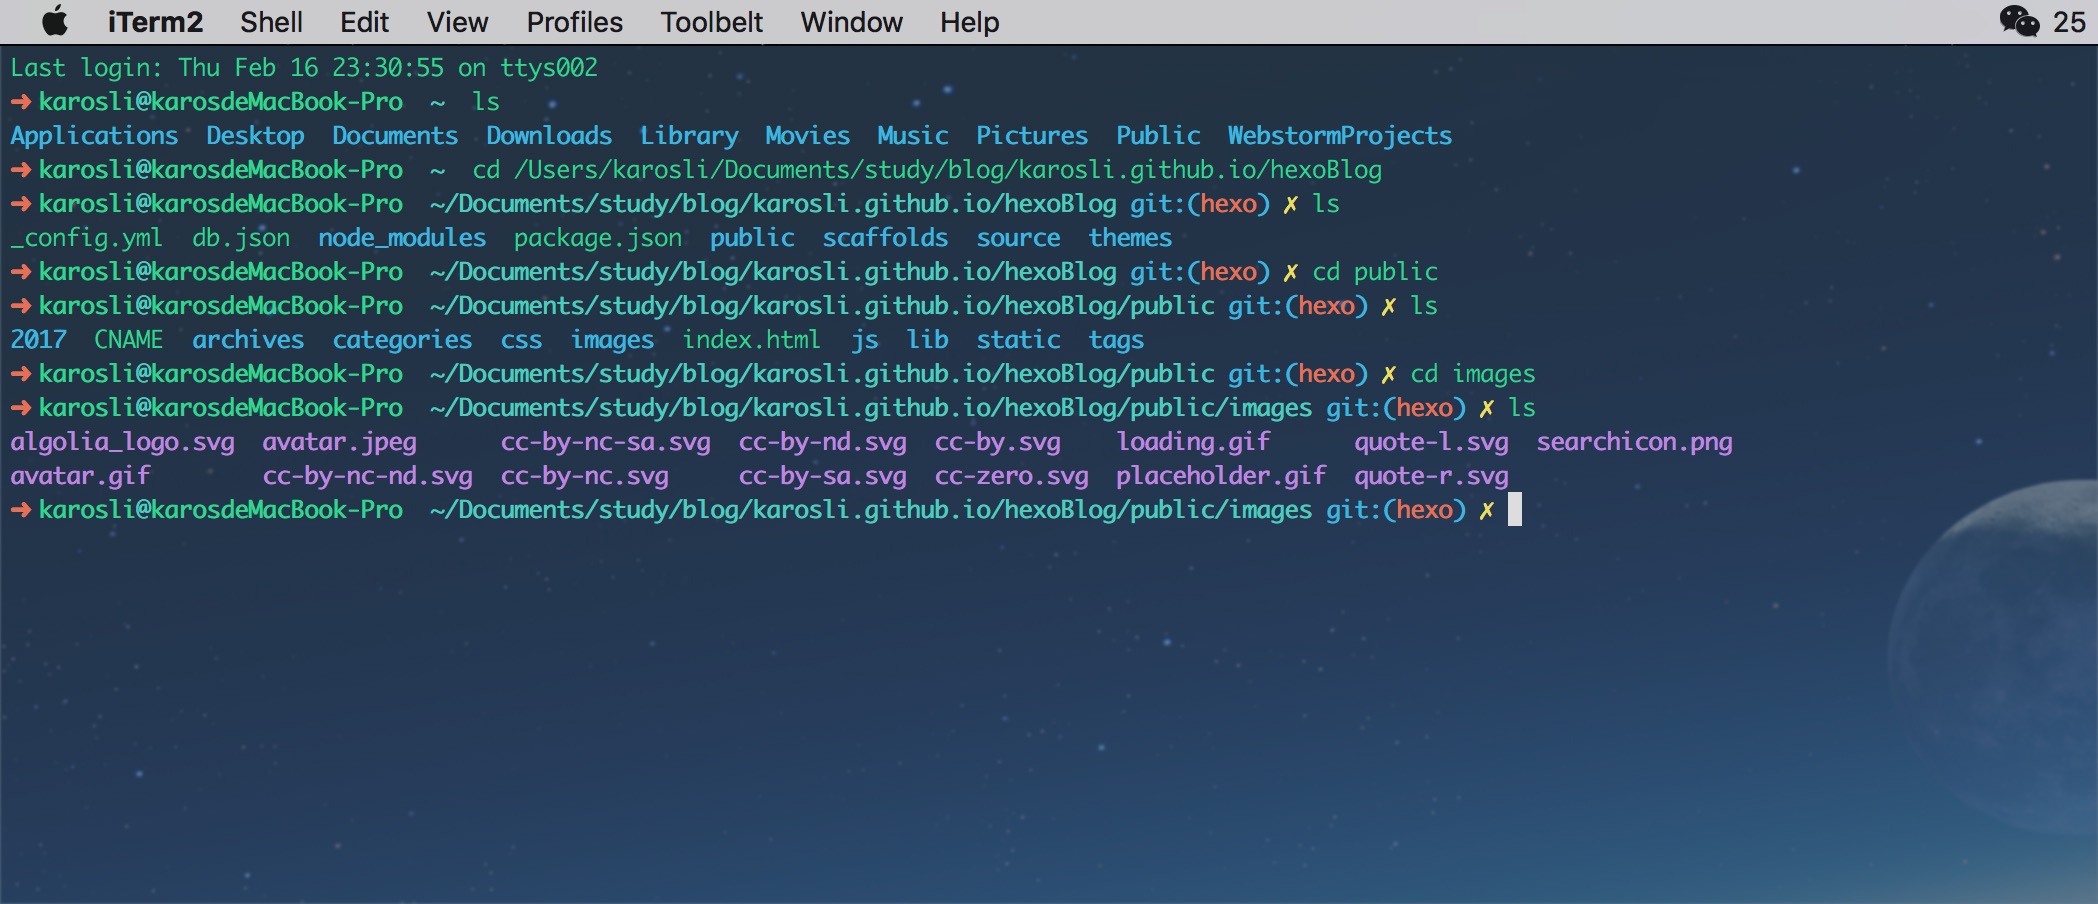 iTerm2 Shell Edit View Profiles Toolbelt Window Help 25
Last login: Thu Feb 16 23:30:55 on ttys002
➜ karosli@karosdeMacBook-Pro ~ ls
Applications Desktop Documents Downloads Library Movies Music Pictures Public WebstormProjects
➜ karosli@karosdeMacBook-Pro ~ cd /Users/karosli/Documents/study/blog/karosli.github.io/hexoBlog
➜ karosli@karosdeMacBook-Pro ~/Documents/study/blog/karosli.github.io/hexoBlog git:(hexo) ✗ ls
_config.yml db.json node_modules package.json public scaffolds source themes
➜ karosli@karosdeMacBook-Pro ~/Documents/study/blog/karosli.github.io/hexoBlog git:(hexo) ✗ cd public
➜ karosli@karosdeMacBook-Pro ~/Documents/study/blog/karosli.github.io/hexoBlog/public git:(hexo) ✗ ls
2017 CNAME archives categories css images index.html js lib static tags
➜ karosli@karosdeMacBook-Pro ~/Documents/study/blog/karosli.github.io/hexoBlog/public git:(hexo) ✗ cd images
➜ karosli@karosdeMacBook-Pro ~/Documents/study/blog/karosli.github.io/hexoBlog/public/images git:(hexo) ✗ ls
algolia_logo.svg avatar.jpeg cc-by-nc-sa.svg cc-by-nd.svg cc-by.svg loading.gif quote-l.svg searchicon.png
avatar.gif cc-by-nc-nd.svg cc-by-nc.svg cc-by-sa.svg cc-zero.svg placeholder.gif quote-r.svg
➜ karosli@karosdeMacBook-Pro ~/Documents/study/blog/karosli.github.io/hexoBlog/public/images git:(hexo) ✗